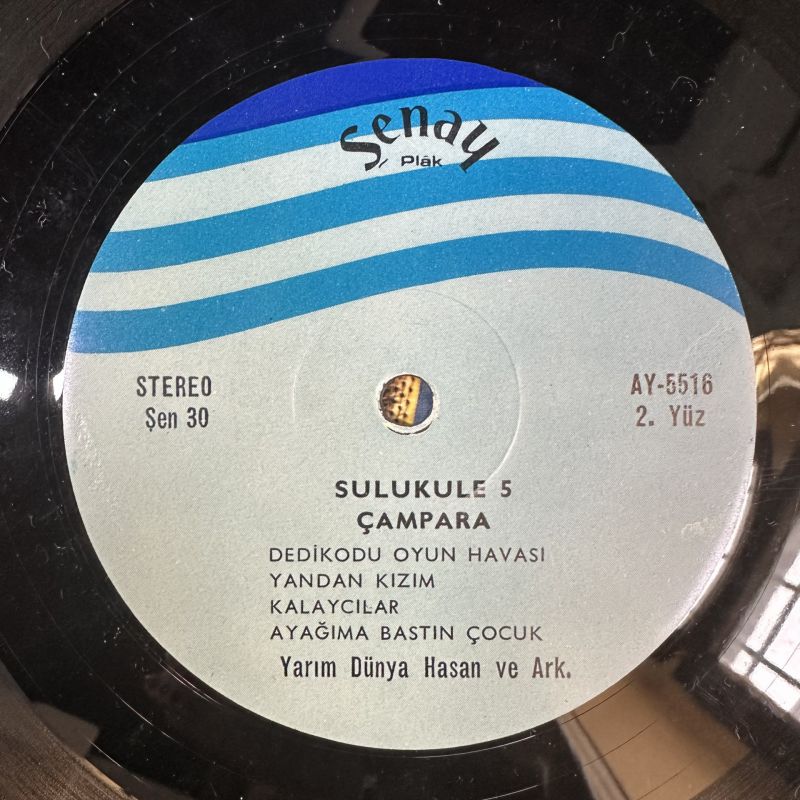 Şenay
Plâk
STEREO
Şen 30
AY-5516
2. Yüz
SULUKULE 5
ÇAMPARA
DEDİKODU OYUN HAVASI
YANDAN KIZIM
KALAYCILAR
AYAĞIMA BASTIN ÇOCUK
Yarım Dünya Hasan ve Ark.